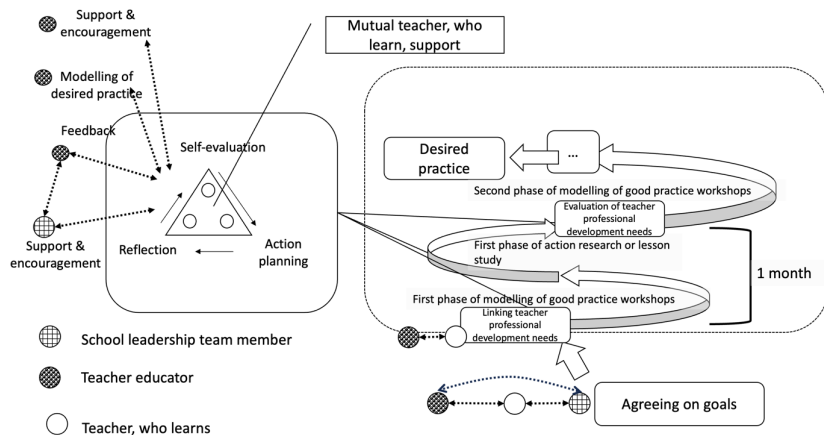 Support &
encouragement
Modelling of
desired practice
Feedback
Support &
encouragement
Self-evaluation
Reflection
Action
planning
Mutual teacher, who
learn, support
Desired
practice
...
Second phase of modelling of good practice workshops
Evaluation of teacher
professional
development needs
First phase of action research or lesson
study
1 month
First phase of modelling of good practice workshops
Linking teacher
professional
development needs
Agreeing on goals
School leadership team member
Teacher educator
Teacher, who learns